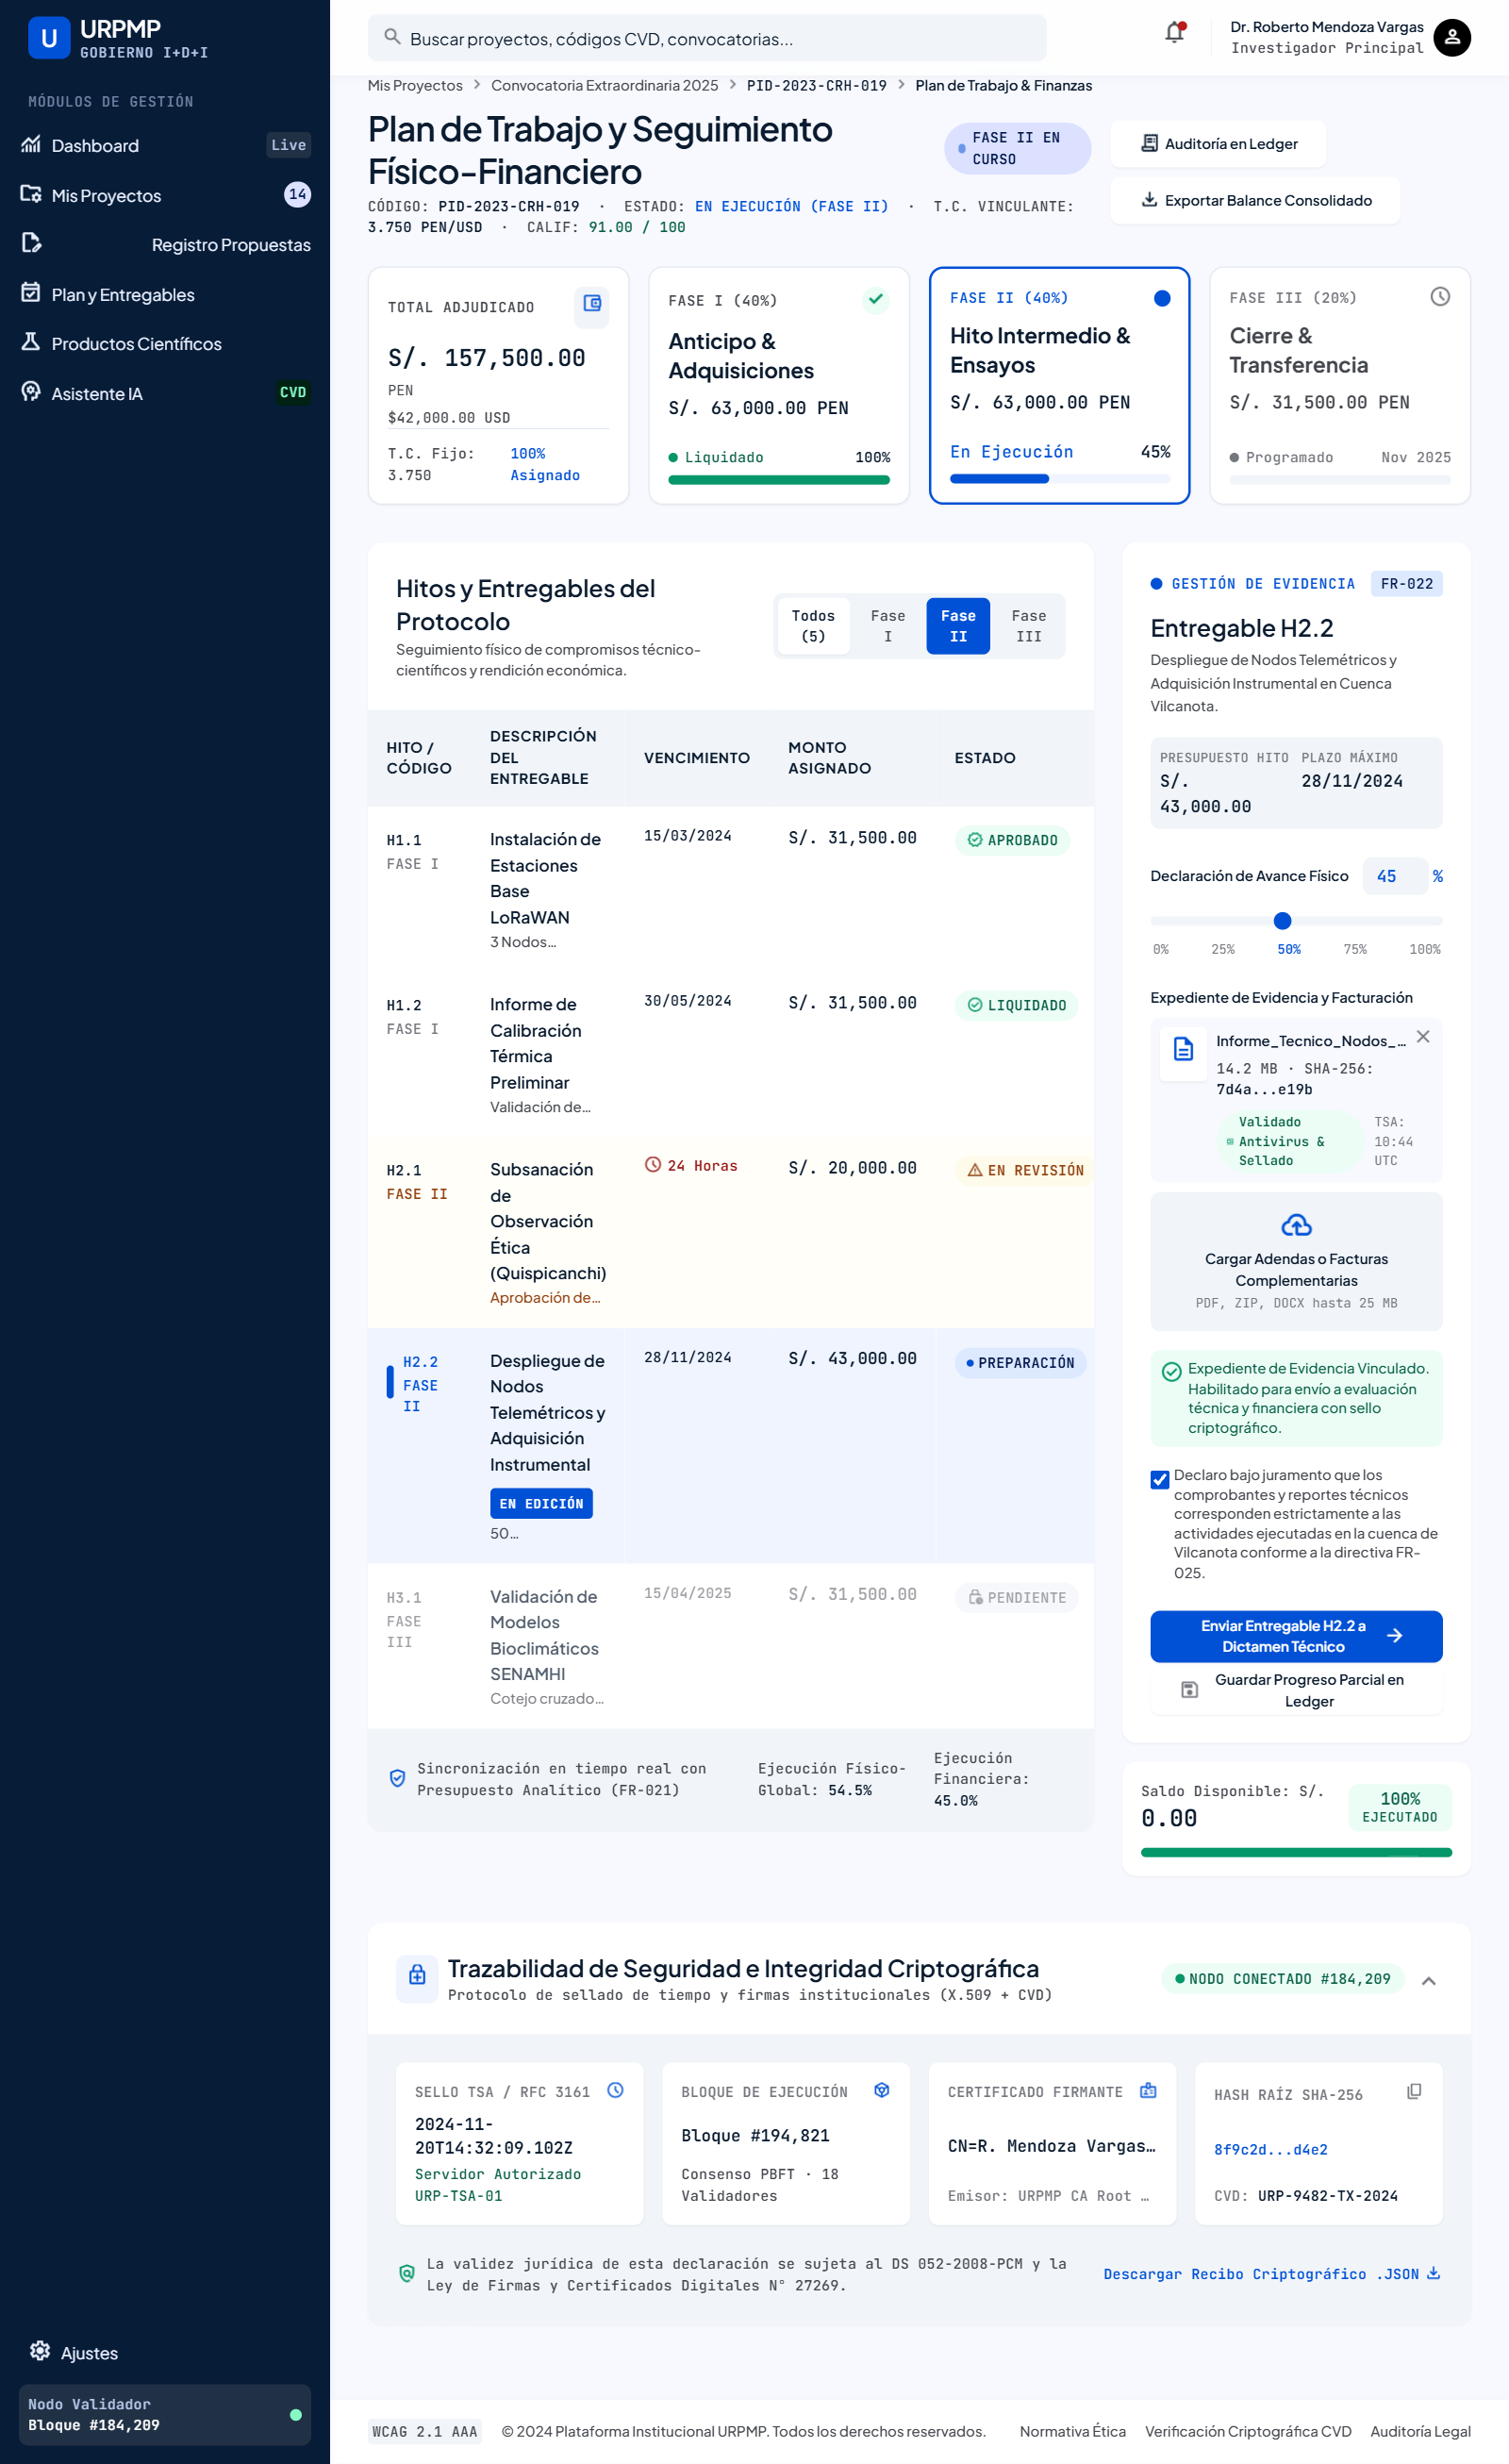 U
URPMP
GOBIERNO I+D+I
MÓDULOS DE GESTIÓN
Dashboard
Live
Mis Proyectos
14
Registro Propuestas
Plan y Entregables
Productos Científicos
Asistente IA
CVD
Ajustes
Nodo Validador
Bloque #184,209
Buscar proyectos, códigos CVD, convocatorias...
Dr. Roberto Mendoza Vargas
Investigador Principal
Mis Proyectos
Convocatoria Extraordinaria 2025
PID-2023-CRH-019
Plan de Trabajo & Finanzas
Plan de Trabajo y Seguimiento
Físico-Financiero
FASE II EN
CURSO
Auditoría en Ledger
Exportar Balance Consolidado
CÓDIGO: PID-2023-CRH-019 · ESTADO: EN EJECUCIÓN (FASE II) · T.C. VINCULANTE:
3.750 PEN/USD · CALIF: 91.00 / 100
TOTAL ADJUDICADO
S/. 157,500.00
PEN
$42,000.00 USD
T.C. Fijo:
3.750
100%
Asignado
FASE I (40%)
Anticipo &
Adquisiciones
S/. 63,000.00 PEN
Liquidado
100%
FASE II (40%)
Hito Intermedio &
Ensayos
S/. 63,000.00 PEN
En Ejecución
45%
FASE III (20%)
Cierre &
Transferencia
S/. 31,500.00 PEN
Programado
Nov 2025
Hitos y Entregables del
Protocolo
Seguimiento físico de compromisos técnico-
científicos y rendición económica.
Todos
(5)
Fase
I
Fase
II
Fase
III
HITO /
CÓDIGO
DESCRIPCIÓN
DEL
ENTREGABLE
VENCIMIENTO
MONTO
ASIGNADO
ESTADO
H1.1
FASE I
Instalación de
Estaciones
Base
LoRaWAN
3 Nodos…
15/03/2024
S/. 31,500.00
APROBADO
H1.2
FASE I
Informe de
Calibración
Térmica
Preliminar
Validación de…
30/05/2024
S/. 31,500.00
LIQUIDADO
H2.1
FASE II
Subsanación
de
Observación
Ética
(Quispicanchi)
Aprobación de…
24 Horas
S/. 20,000.00
EN REVISIÓN
H2.2
FASE
II
Despliegue de
Nodos
Telemétricos y
Adquisición
Instrumental
EN EDICIÓN
50…
28/11/2024
S/. 43,000.00
PREPARACIÓN
H3.1
FASE
III
Validación de
Modelos
Bioclimáticos
SENAMHI
Cotejo cruzado…
15/04/2025
S/. 31,500.00
PENDIENTE
Sincronización en tiempo real con
Presupuesto Analítico (FR-021)
Ejecución Físico-
Global: 54.5%
Ejecución
Financiera:
45.0%
GESTIÓN DE EVIDENCIA
FR-022
Entregable H2.2
Despliegue de Nodos Telemétricos y
Adquisición Instrumental en Cuenca
Vilcanota.
PRESUPUESTO HITO
S/.
43,000.00
PLAZO MÁXIMO
28/11/2024
Declaración de Avance Físico
45
%
0%
25%
50%
75%
100%
Expediente de Evidencia y Facturación
Informe_Tecnico_Nodos_…
14.2 MB · SHA-256:
7d4a...e19b
Validado
Antivirus &
Sellado
TSA:
10:44
UTC
Cargar Adendas o Facturas
Complementarias
PDF, ZIP, DOCX hasta 25 MB
Expediente de Evidencia Vinculado.
Habilitado para envío a evaluación
técnica y financiera con sello
criptográfico.
Declaro bajo juramento que los
comprobantes y reportes técnicos
corresponden estrictamente a las
actividades ejecutadas en la cuenca de
Vilcanota conforme a la directiva FR-
025.
Enviar Entregable H2.2 a
Dictamen Técnico
Guardar Progreso Parcial en
Ledger
Saldo Disponible: S/.
0.00
100%
EJECUTADO
Trazabilidad de Seguridad e Integridad Criptográfica
Protocolo de sellado de tiempo y firmas institucionales (X.509 + CVD)
NODO CONECTADO #184,209
SELLO TSA / RFC 3161
2024-11-
20T14:32:09.102Z
Servidor Autorizado
URP-TSA-01
BLOQUE DE EJECUCIÓN
Bloque #194,821
Consenso PBFT · 18
Validadores
CERTIFICADO FIRMANTE
CN=R. Mendoza Vargas…
Emisor: URPMP CA Root …
HASH RAÍZ SHA-256
8f9c2d...d4e2
CVD: URP-9482-TX-2024
La validez jurídica de esta declaración se sujeta al DS 052-2008-PCM y la
Ley de Firmas y Certificados Digitales N° 27269.
Descargar Recibo Criptográfico .JSON
WCAG 2.1 AAA
© 2024 Plataforma Institucional URPMP. Todos los derechos reservados.
Normativa Ética
Verificación Criptográfica CVD
Auditoría Legal